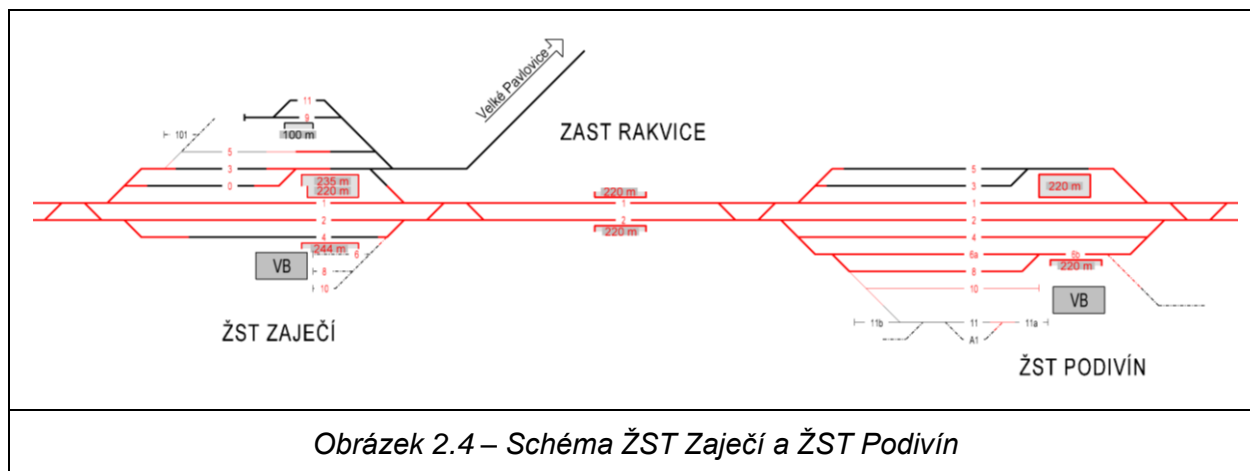 Velké Pavlovice
ZAST RAKVICE
11
9
100 m
101
5
3
0
235 m
220 m
1
2
4
244 m
6
8
10
VB
ŽST ZAJEČÍ
220 m
1
2
220 m
5
3
220 m
1
2
4
6a
6b
220 m
8
10
VB
11b
11
11a
A1
ŽST PODIVÍN
Obrázek 2.4 – Schéma ŽST Zaječí a ŽST Podivín